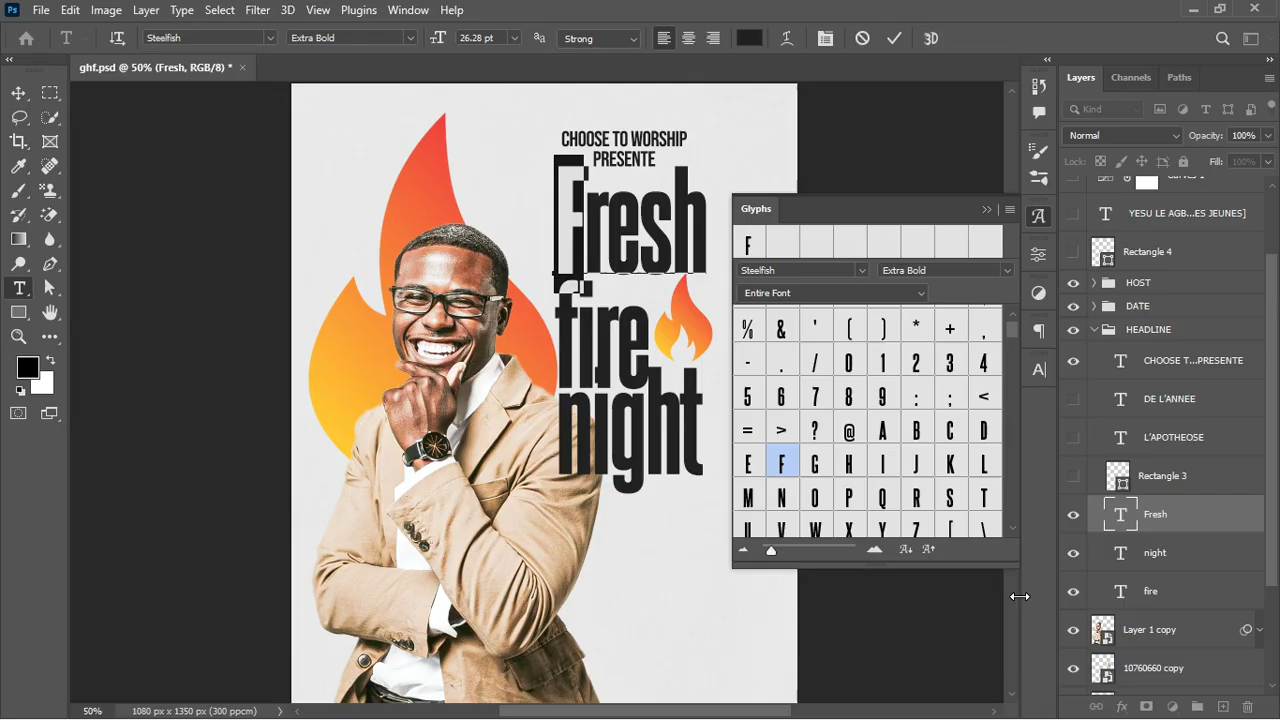 Ps File Edit Image Layer Type Select Filter 3D View Plugins Window Help
T Steelfish Extra Bold 26.28 pt Strong 3D
ghf.psd @ 50% (Fresh, RGB/8) *
CHOOSE TO WORSHIP
PRESENTE
Fresh
fire
night
Glyphs
F
Steelfish Extra Bold
Entire Font
% & ' ( ) * + ,
- . / 0 1 2 3 4
5 6 7 8 9 : ; <
= > ? @ A B C D
E F G H I J K L
M N O P Q R S T
U V W X Y Z [ \
Layers Channels Paths
Kind
Normal Opacity: 100%
Lock: Fill: 100%
Curves 1
YESU LE AGB...ES JEUNES]
Rectangle 4
HOST
DATE
HEADLINE
CHOOSE T...PRESENTE
DE L'ANNEE
L'APOTHEOSE
Rectangle 3
Fresh
night
fire
Layer 1 copy
10760660 copy
50% 1080 px x 1350 px (300 ppcm)